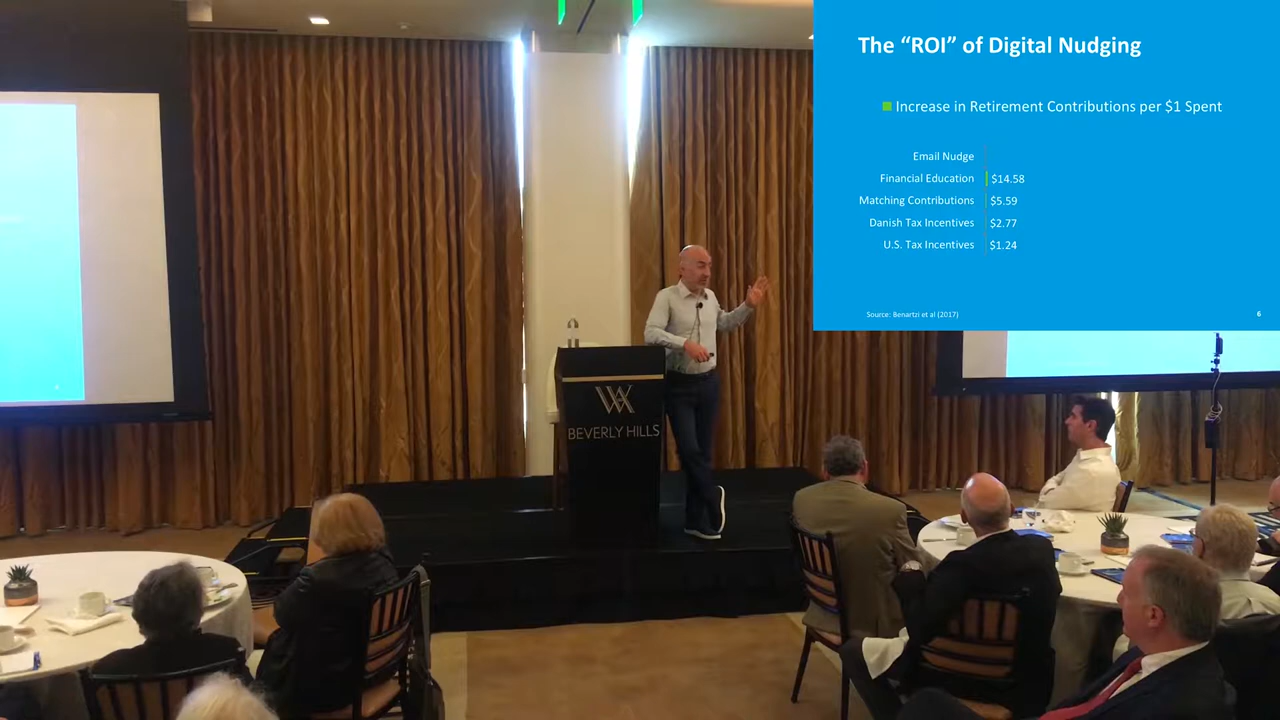 The “ROI” of Digital Nudging
Increase in Retirement Contributions per $1 Spent
Email Nudge
Financial Education $14.58
Matching Contributions $5.59
Danish Tax Incentives $2.77
U.S. Tax Incentives $1.24
Source: Benartzi et al (2017)
6
WA
BEVERLY HILLS